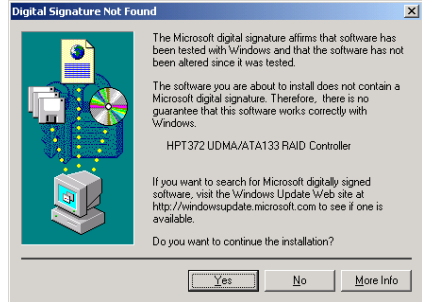 Digital Signature Not Found
The Microsoft digital signature affirms that software has
been tested with Windows and that the software has not
been altered since it was tested.
The software you are about to install does not contain a
Microsoft digital signature. Therefore, there is no
guarantee that this software works correctly with
Windows.
HPT372 UDMA/ATA133 RAID Controller
If you want to search for Microsoft digitally signed
software, visit the Windows Update Web site at
http://windowsupdate.microsoft.com to see if one is
available.
Do you want to continue the installation?
Yes No More Info